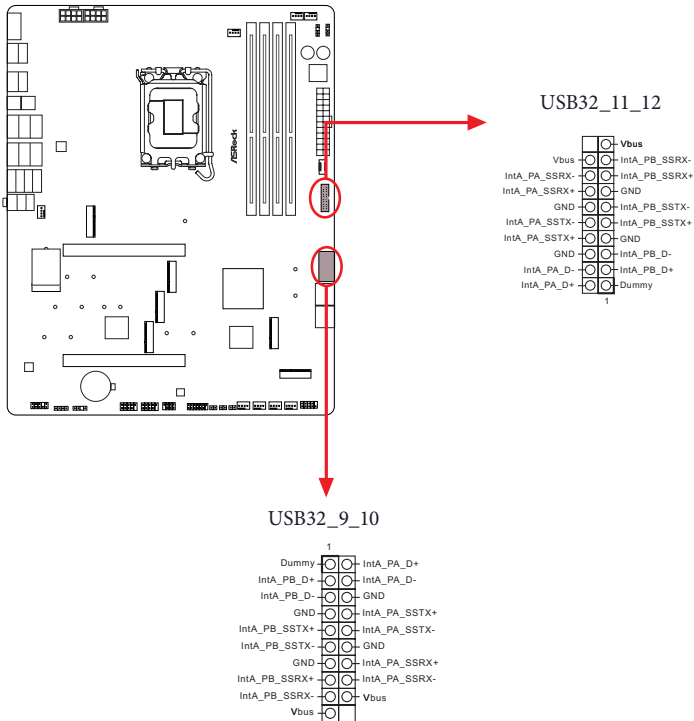 ASRock
USB32_11_12
Vbus
Vbus IntA_PB_SSRX-
IntA_PA_SSRX- IntA_PB_SSRX+
IntA_PA_SSRX+ GND
GND IntA_PB_SSTX-
IntA_PA_SSTX- IntA_PB_SSTX+
IntA_PA_SSTX+ GND
GND IntA_PB_D-
IntA_PA_D- IntA_PB_D+
IntA_PA_D+ Dummy
1
USB32_9_10
1
Dummy IntA_PA_D+
IntA_PB_D+ IntA_PA_D-
IntA_PB_D- GND
GND IntA_PA_SSTX+
IntA_PB_SSTX+ IntA_PA_SSTX-
IntA_PB_SSTX- GND
GND IntA_PA_SSRX+
IntA_PB_SSRX+ IntA_PA_SSRX-
IntA_PB_SSRX- Vbus
Vbus